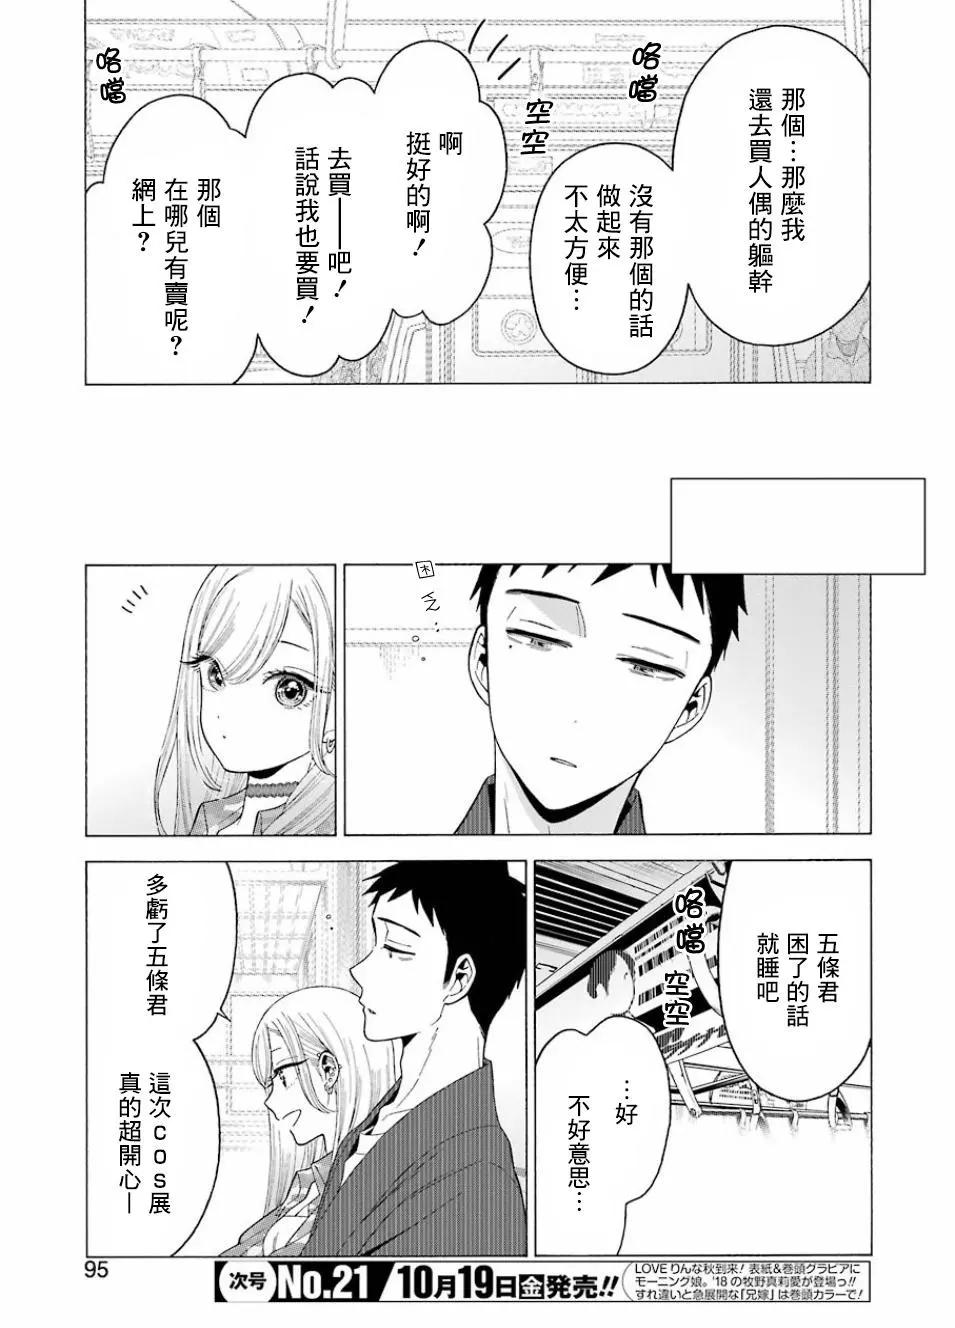 那個…那麼我
還去買人偶的軀幹
沒有那個的話
做起來
不太方便…
咯噹
空空
啊
挺好的啊！
去買——吧！
話說我也要買！
那個
在哪兒有賣呢？
網上？
咯噹
困
乏…
五條君
困了的話
就睡吧
咯噹
空空
…好
不好意思…
多虧了五條君
這次cos展
真的超開心—
95
次号 No.21 10月19日金発売!!
LOVEりんな秋到来！表紙&巻頭グラビアに
モーニング娘。'18の牧野真莉愛が登場っ!!
すれ違いと急展開な「兄嫁」は巻頭カラーで！